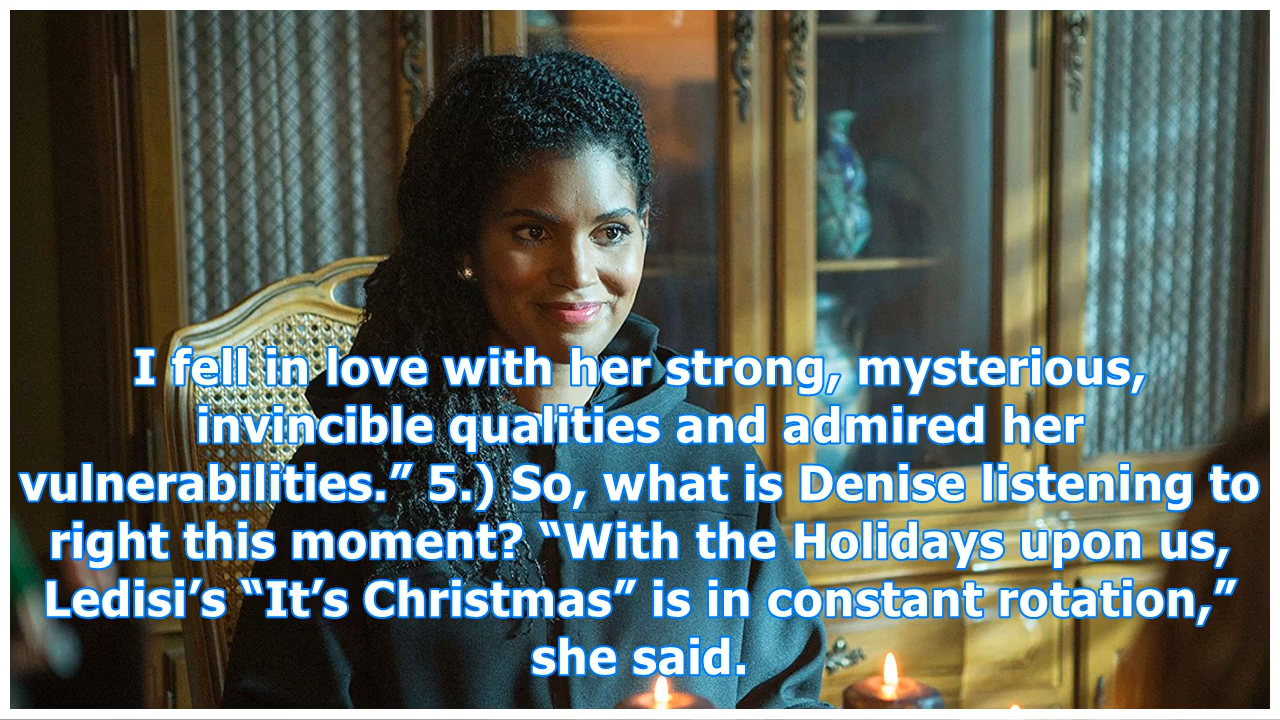 I fell in love with her strong, mysterious,
invincible qualities and admired her
vulnerabilities.” 5.) So, what is Denise listening to
right this moment? “With the Holidays upon us,
Ledisi’s “It’s Christmas” is in constant rotation,”
she said.